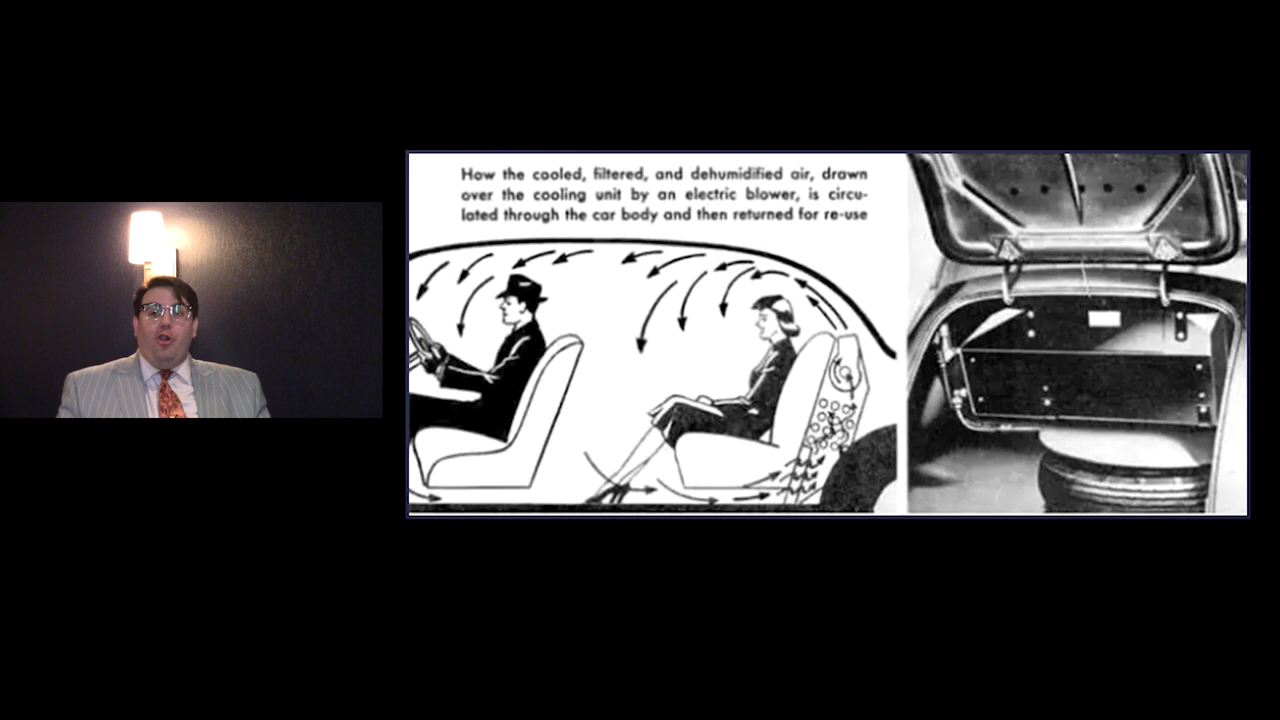 How the cooled, filtered, and dehumidified air, drawn
over the cooling unit by an electric blower, is circu-
lated through the car body and then returned for re-use